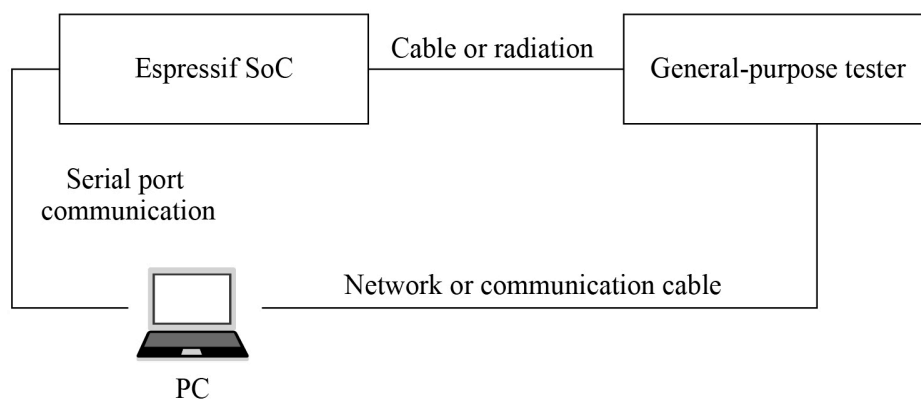 Espressif SoC
Cable or radiation
General-purpose tester
Serial port
communication
Network or communication cable
PC